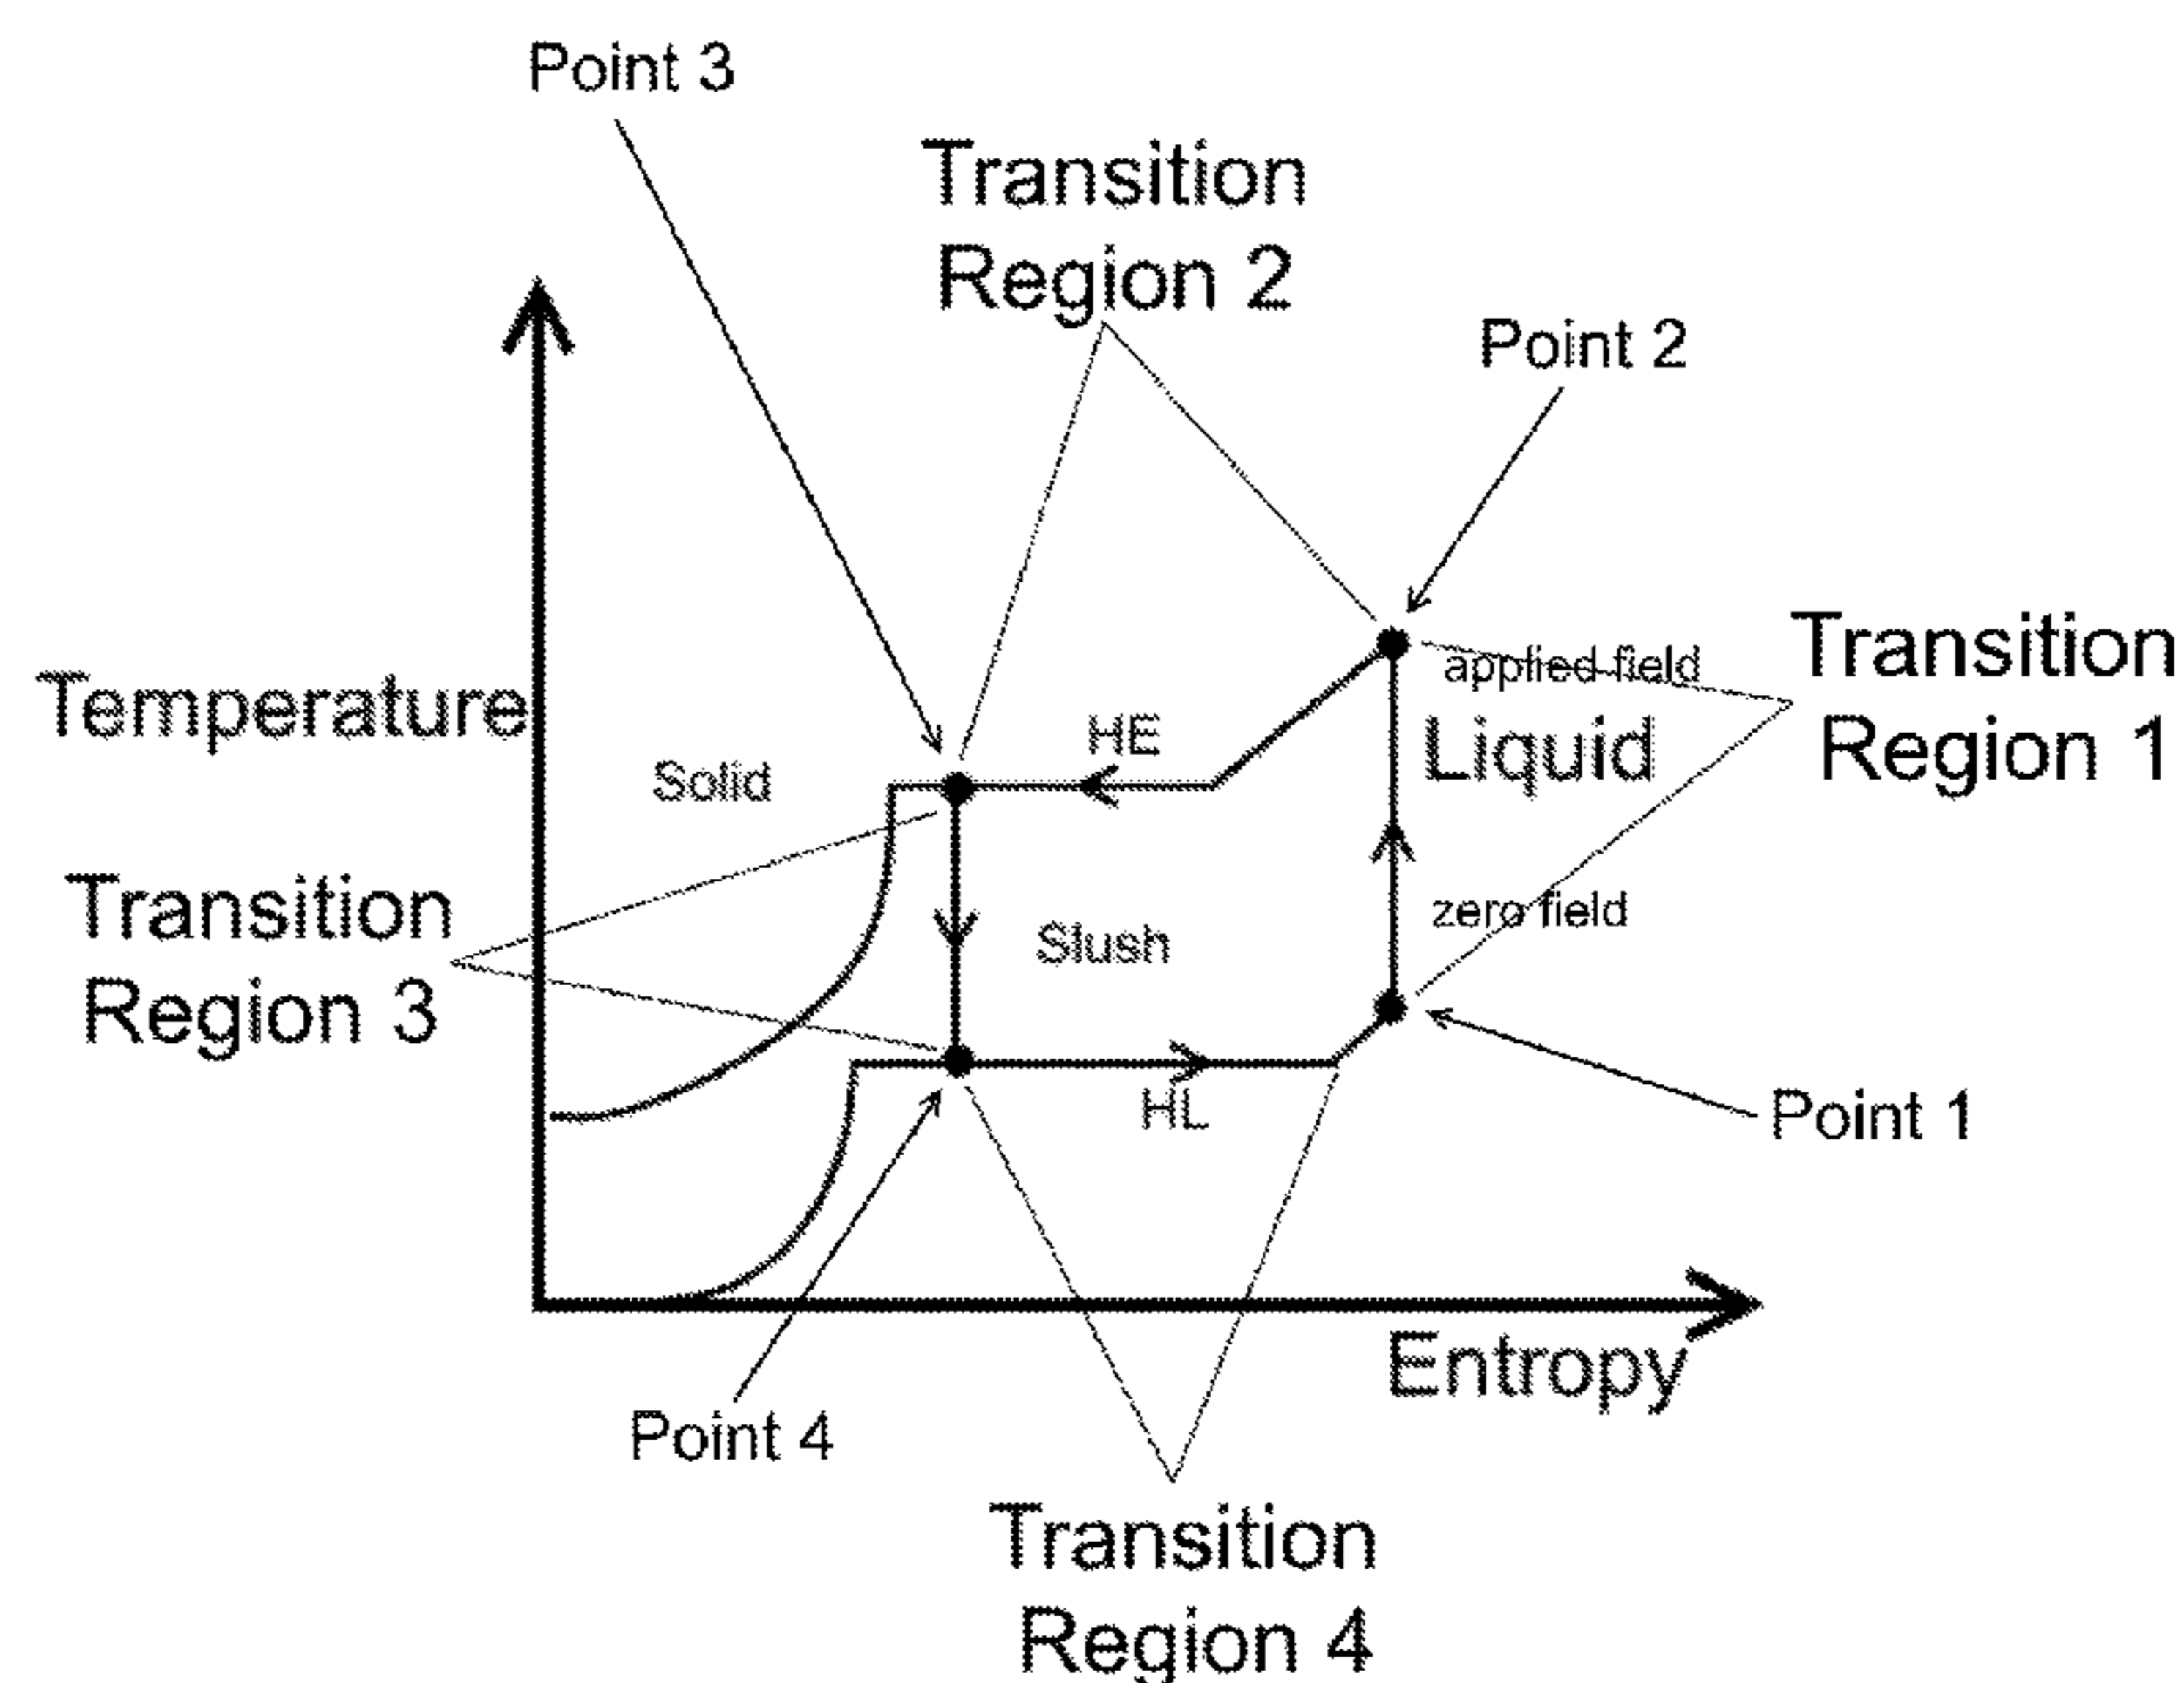 Point 3
Transition
Region 2
Point 2
applied field
Transition
Region 1
Temperature
HE
Liquid
Solid
Transition
Region 3
zero field
Slush
HL
Point 1
Entropy
Point 4
Transition
Region 4